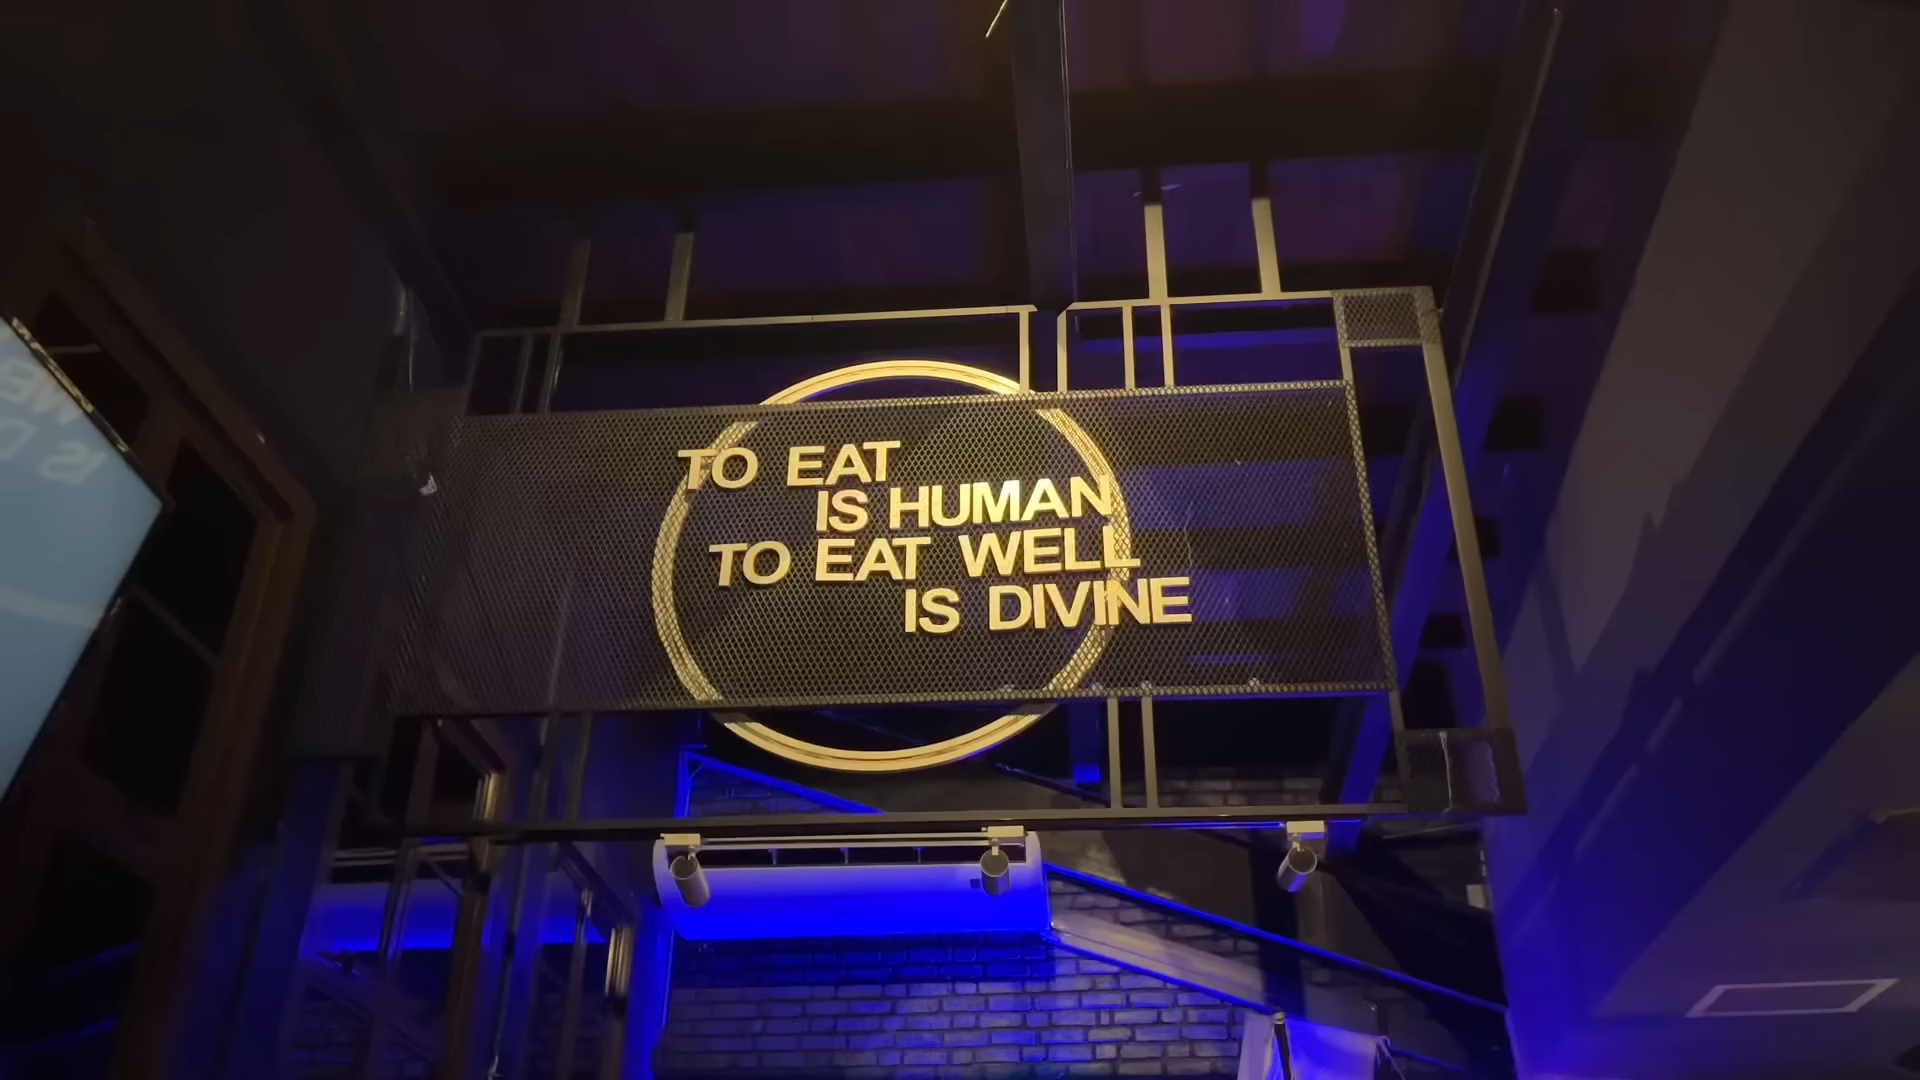 TO EAT
IS HUMAN
TO EAT WELL
IS DIVINE